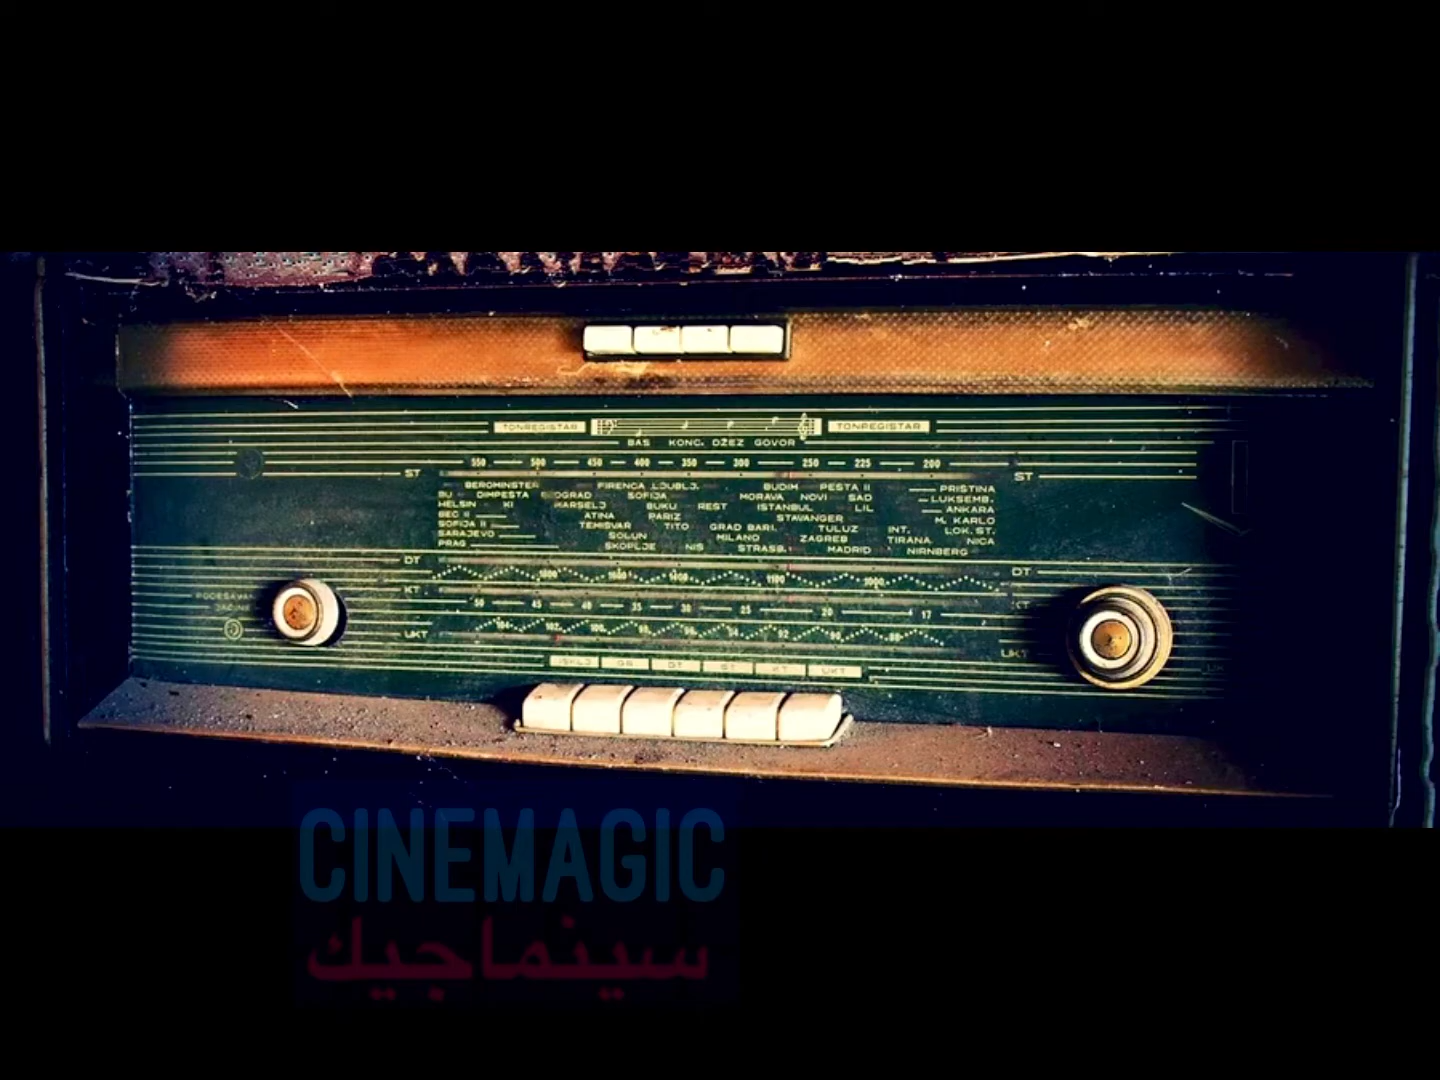 TONREGISTAR TONREGISTAR
BAS KONC. DŽEZ GOVOR
ST 550 500 450 400 350 300 250 225 200 ST
BEROMINSTER FIRENCA LJUBLJ. BUDIM PESTA II PRISTINA
BU DIMPESTA SOFIJA MORAVA NOVI SAD LUKSEMB.
HELSIN KI MARSELJ BUKU REST ISTANBUL LIL ANKARA
BEC II ATINA PARIZ STAVANGER M. KARLO
SOFIJA II TEMISVAR TITO GRAD BARI. TULUZ INT. LOK. ST.
SARAJEVO SOLUN MILANO ZAGREB TIRANA NICA
PRAG SKOPLJE NIS STRASB. MADRID NIRNBERG
DT DT
KT 50 45 40 35 30 25 20 17 KT
UKT 104 102 92 UKT
GR DT ST KT UKT
CINEMAGIC
سينماجيك